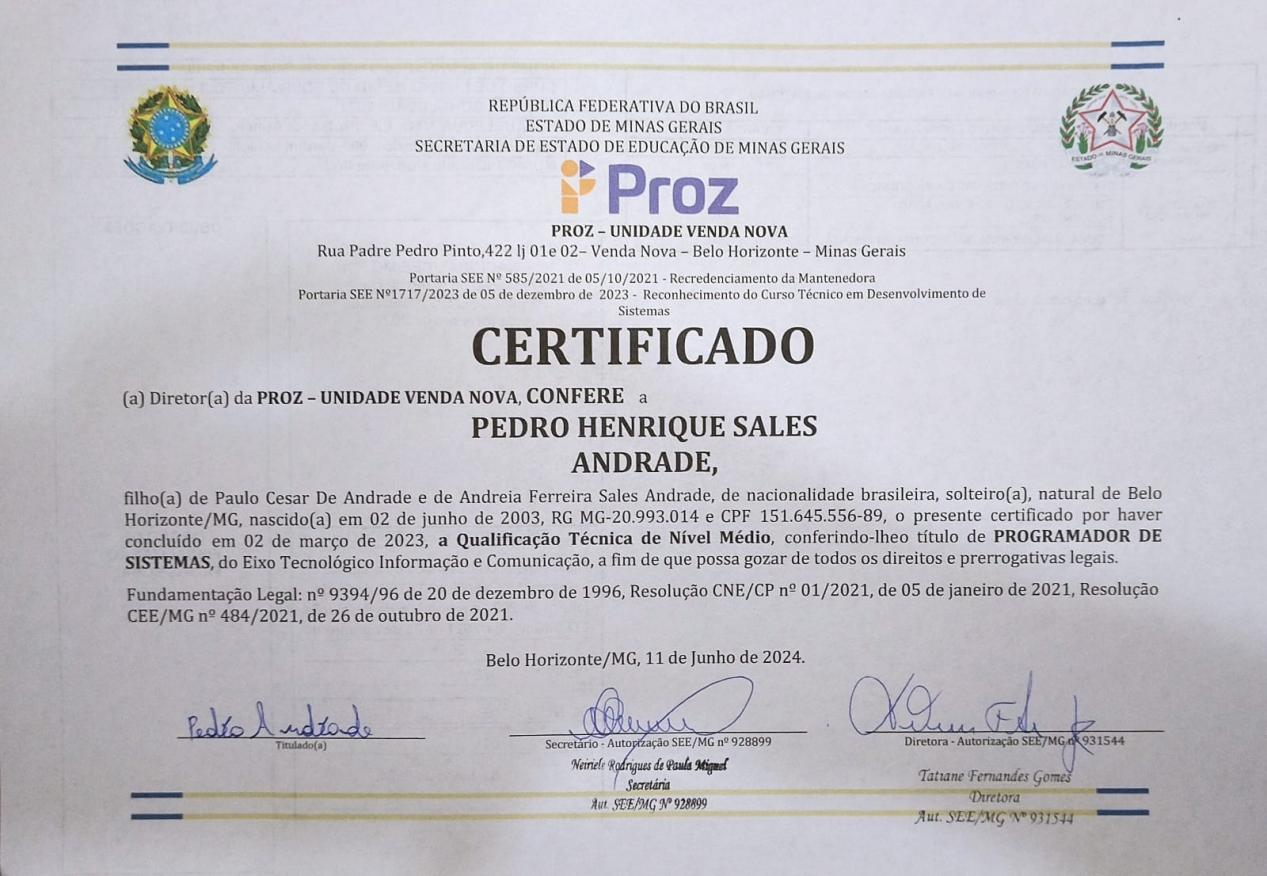 REPÚBLICA FEDERATIVA DO BRASIL
ESTADO DE MINAS GERAIS
SECRETARIA DE ESTADO DE EDUCAÇÃO DE MINAS GERAIS
ESTADO DE MINAS GERAIS
Proz
PROZ – UNIDADE VENDA NOVA
Rua Padre Pedro Pinto,422 lj 01e 02– Venda Nova – Belo Horizonte – Minas Gerais
Portaria SEE Nº 585/2021 de 05/10/2021 - Recredenciamento da Mantenedora
Portaria SEE Nº1717/2023 de 05 de dezembro de 2023 - Reconhecimento do Curso Técnico em Desenvolvimento de
Sistemas
CERTIFICADO
(a) Diretor(a) da PROZ – UNIDADE VENDA NOVA, CONFERE a
PEDRO HENRIQUE SALES
ANDRADE,
filho(a) de Paulo Cesar De Andrade e de Andreia Ferreira Sales Andrade, de nacionalidade brasileira, solteiro(a), natural de Belo
Horizonte/MG, nascido(a) em 02 de junho de 2003, RG MG-20.993.014 e CPF 151.645.556-89, o presente certificado por haver
concluído em 02 de março de 2023, a Qualificação Técnica de Nível Médio, conferindo-lheo título de PROGRAMADOR DE
SISTEMAS, do Eixo Tecnológico Informação e Comunicação, a fim de que possa gozar de todos os direitos e prerrogativas legais.
Fundamentação Legal: nº 9394/96 de 20 de dezembro de 1996, Resolução CNE/CP nº 01/2021, de 05 de janeiro de 2021, Resolução
CEE/MG nº 484/2021, de 26 de outubro de 2021.
Belo Horizonte/MG, 11 de Junho de 2024.
Pedro Andrade
Titulado(a)
Secretário - Autorização SEE/MG nº 928899
Neiriele Rodrigues de Paula Miguel
Secretária
Aut. SEE/MG Nº 928899
Diretora - Autorização SEE/MG nº 931544
Tatiane Fernandes Gomes
Diretora
Aut. SEE/MG Nº 931544